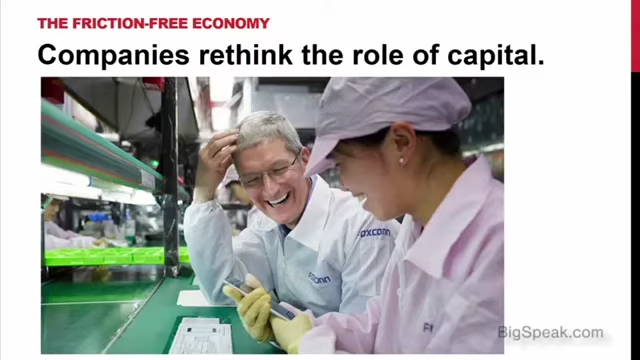 THE FRICTION-FREE ECONOMY
Companies rethink the role of capital.
FOXCONN
BigSpeak.com